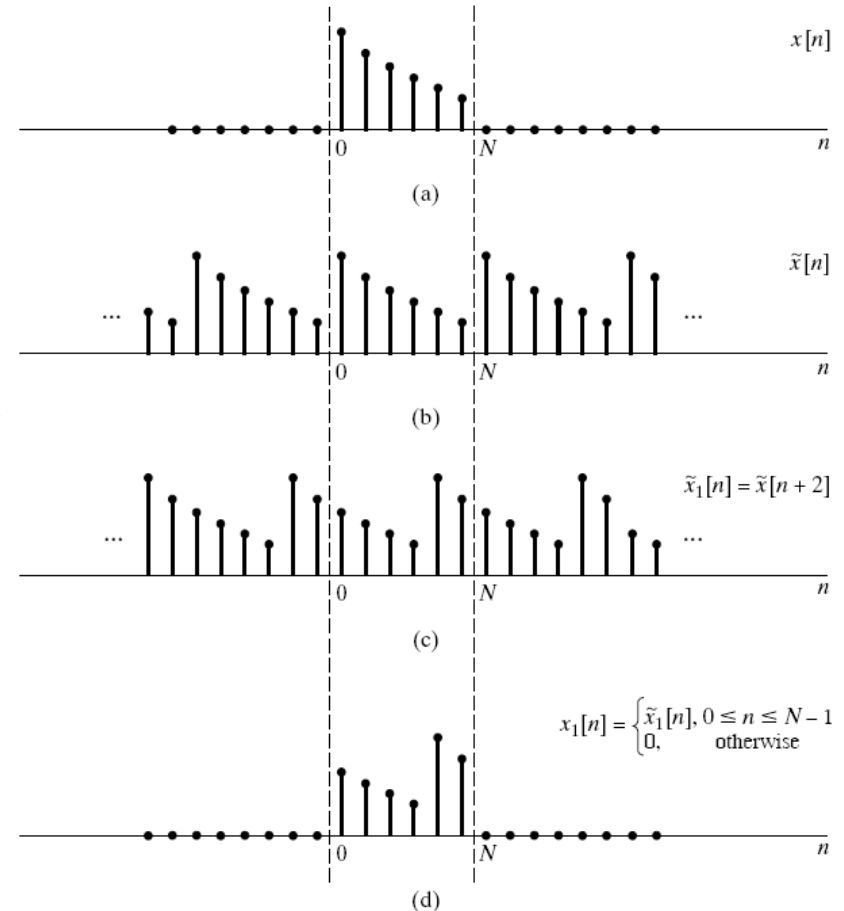 x[n]
0 N n
(a)
x̃[n]
... ...
0 N n
(b)
x̃₁[n] = x̃[n + 2]
... ...
0 N n
(c)
x₁[n] = { x̃₁[n], 0 ≤ n ≤ N – 1
0, otherwise
0 N n
(d)